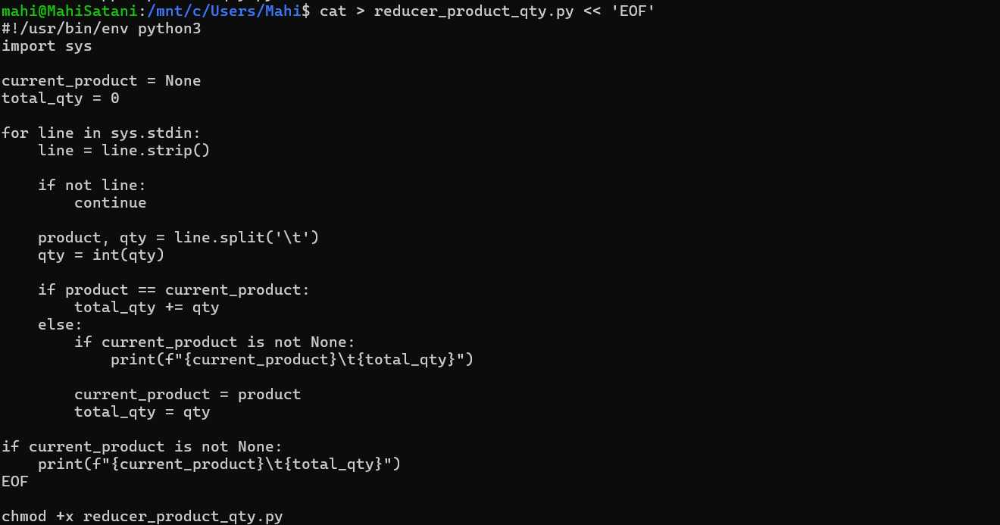 mahi@MahiSatani:/mnt/c/Users/Mahi$ cat > reducer_product_qty.py << 'EOF'
#!/usr/bin/env python3
import sys

current_product = None
total_qty = 0

for line in sys.stdin:
    line = line.strip()

    if not line:
        continue

    product, qty = line.split('\t')
    qty = int(qty)

    if product == current_product:
        total_qty += qty
    else:
        if current_product is not None:
            print(f"{current_product}\t{total_qty}")

        current_product = product
        total_qty = qty

if current_product is not None:
    print(f"{current_product}\t{total_qty}")
EOF

chmod +x reducer_product_qty.py